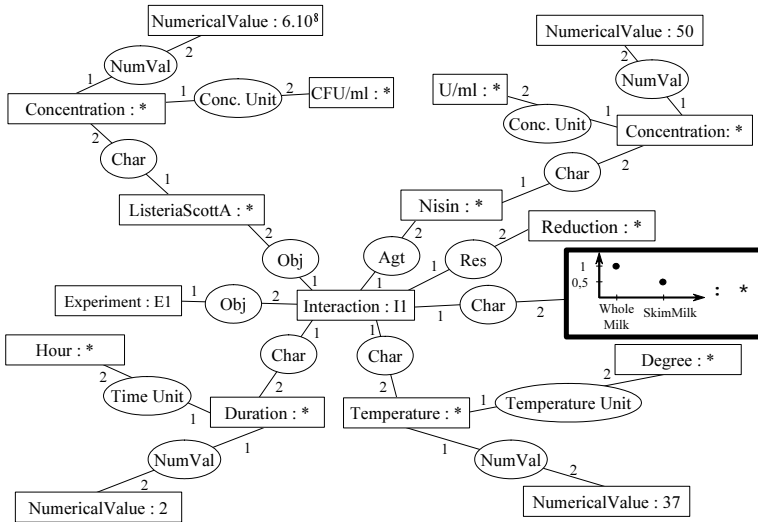 NumericalValue : 6.10⁸
NumericalValue : 50
2
2
NumVal
NumVal
1
1
1
2
Concentration : *
Conc. Unit
CFU/ml : *
U/ml : *
2
1
Conc. Unit
Concentration: *
2
2
Char
Char
1
1
ListeriaScottA : *
Nisin : *
2
2
Reduction : *
2
Obj
Agt
Res
1
1
1
Experiment : E1
1
Obj
2
Interaction : I1
1
Char
2
1
0,5
Whole
Milk
SkimMilk
: *
1
1
Hour : *
Char
Char
Degree : *
2
2
2
2
Time Unit
1
Duration : *
Temperature : *
1
Temperature Unit
1
1
NumVal
NumVal
2
2
NumericalValue : 2
NumericalValue : 37